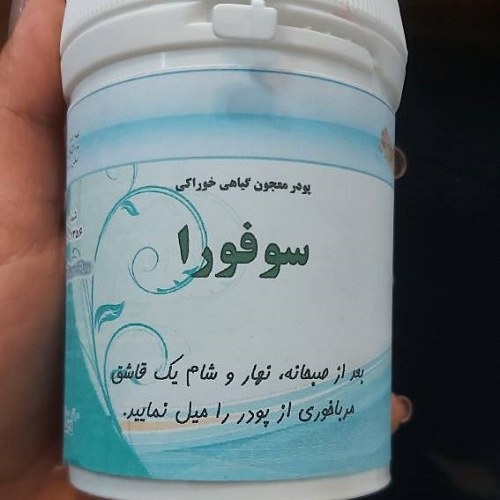 پودر معجون گیاهی خوراکی
سوفورا
بعد از صبحانه، نهار و شام یک قاشق
مرباخوری از پودر را میل نمایید.